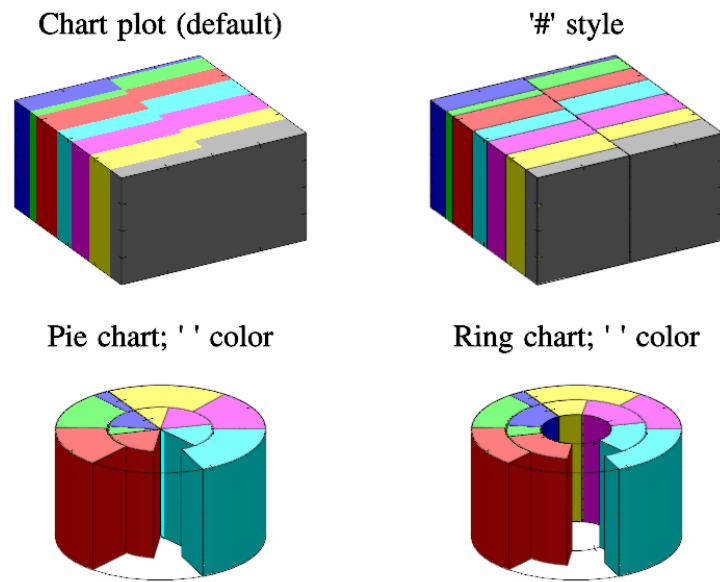 Chart plot (default)
'#' style
Pie chart; ' ' color
Ring chart; ' ' color